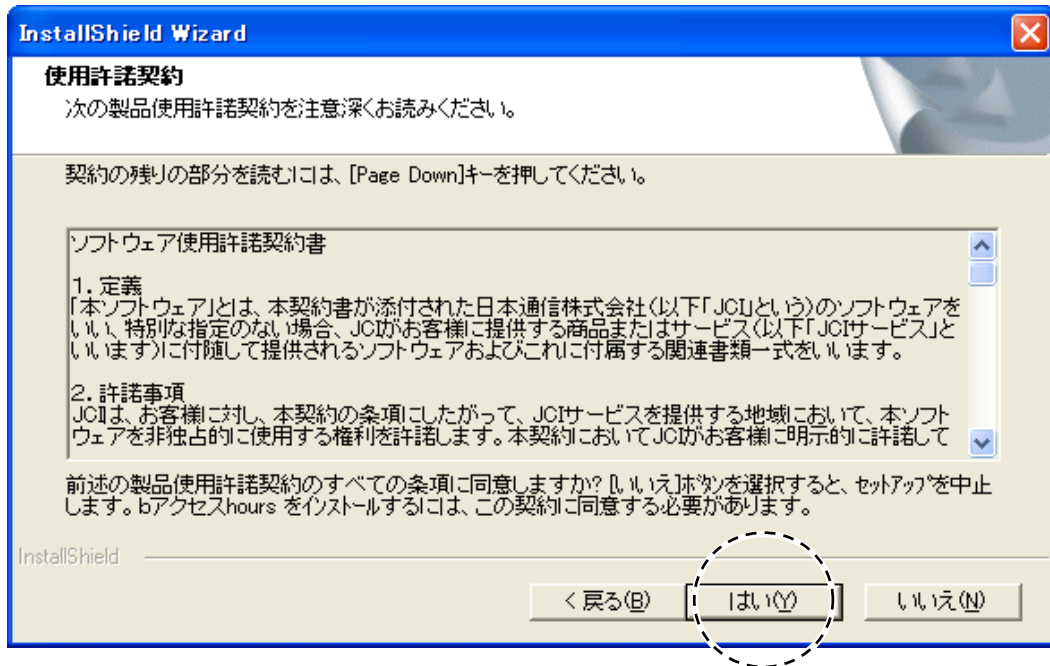 InstallShield Wizard
使用許諾契約
次の製品使用許諾契約を注意深くお読みください。
契約の残りの部分を読むには、[Page Down]キーを押してください。
ソフトウェア使用許諾契約書
1. 定義
「本ソフトウェア」とは、本契約書が添付された日本通信株式会社(以下「JCI」という)のソフトウェアを
いい、特別な指定のない場合、JCIがお客様に提供する商品またはサービス(以下「JCIサービス」と
いいます)に付随して提供されるソフトウェアおよびこれに付属する関連書類一式をいいます。
2. 許諾事項
JCIは、お客様に対し、本契約の条項にしたがって、JCIサービスを提供する地域において、本ソフト
ウェアを非独占的に使用する権利を許諾します。本契約においてJCIがお客様に明示的に許諾して
前述の製品使用許諾契約のすべての条項に同意しますか? [いいえ]ボタンを選択すると、セットアップを中止
します。bアクセスhours をインストールするには、この契約に同意する必要があります。
InstallShield
< 戻る(B) はい(Y) いいえ(N)